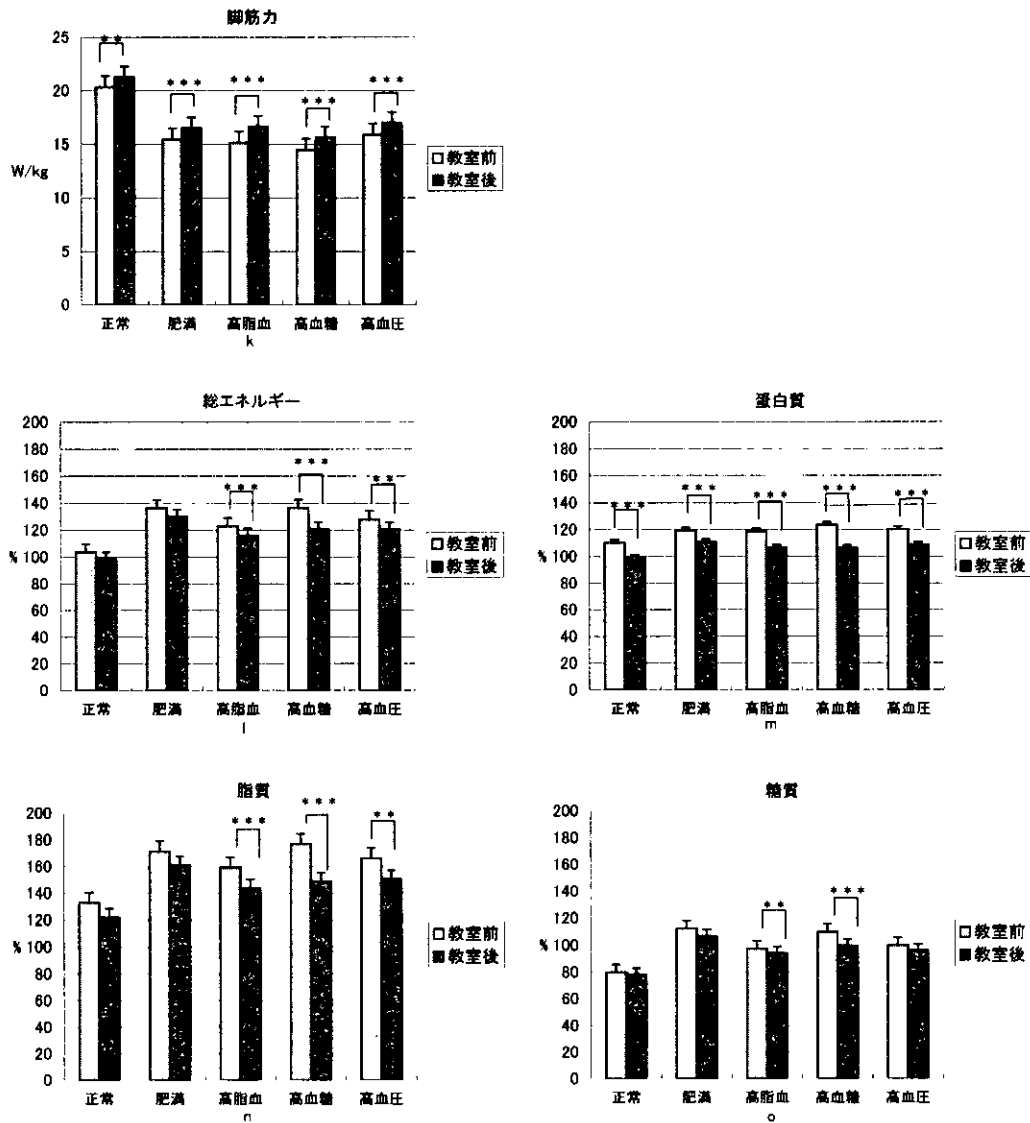 脚筋力
25
20
15
10
5
0
W/kg
** *** *** *** ***
正常 肥満 高脂血 高血糖 高血圧
k
教室前
教室後
総エネルギー
200
180
160
140
120
100
80
60
40
20
0
%
*** *** **
正常 肥満 高脂血 高血糖 高血圧
l
教室前
教室後
蛋白質
200
180
160
140
120
100
80
60
40
20
0
%
*** *** *** *** ***
正常 肥満 高脂血 高血糖 高血圧
m
教室前
教室後
脂質
200
180
160
140
120
100
80
60
40
20
0
%
*** *** **
正常 肥満 高脂血 高血糖 高血圧
n
教室前
教室後
糖質
200
180
160
140
120
100
80
60
40
20
0
%
** ***
正常 肥満 高脂血 高血糖 高血圧
o
教室前
教室後